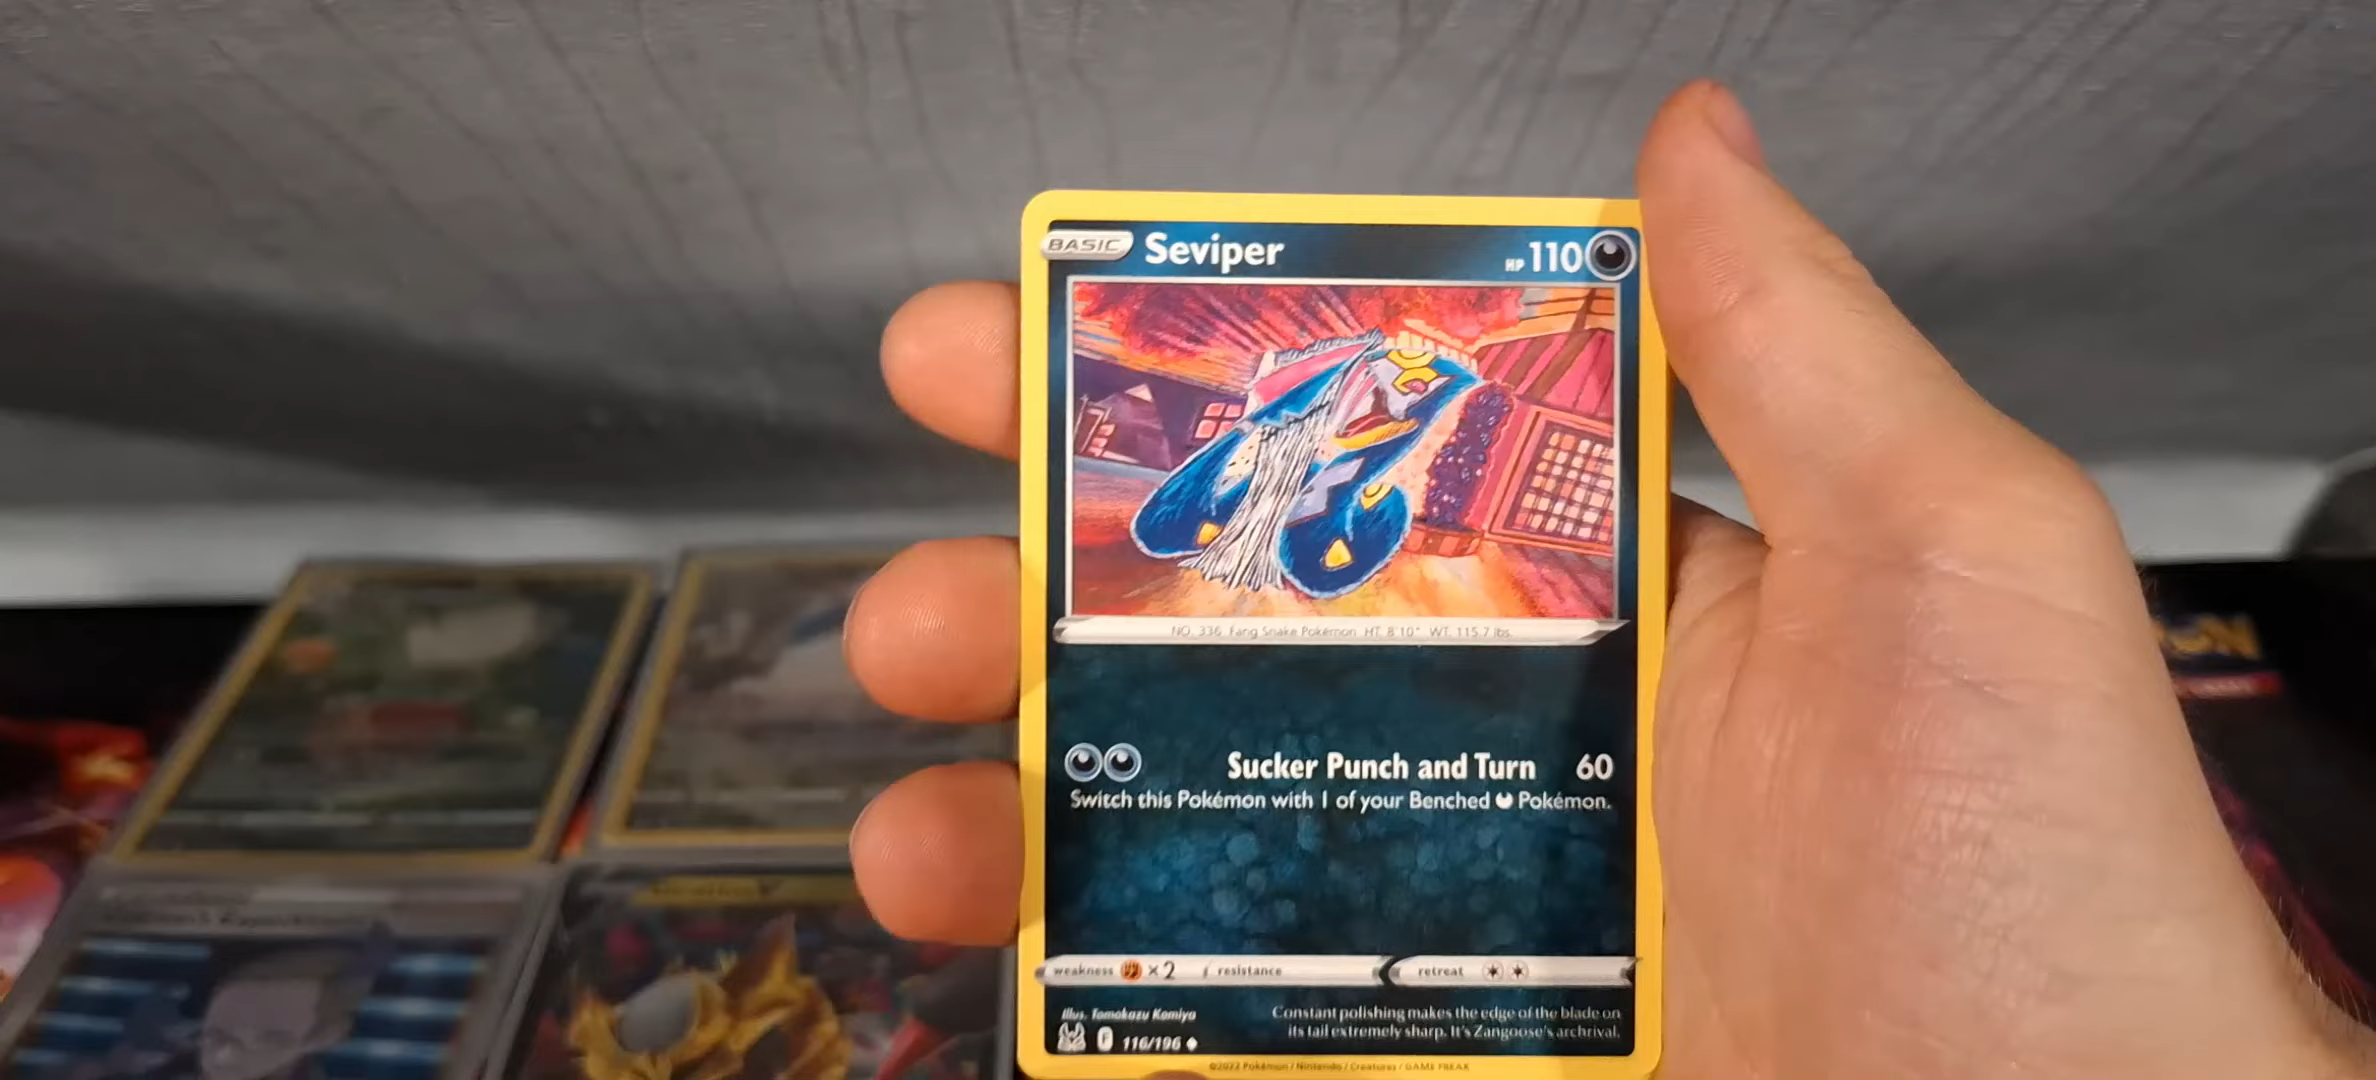 BASIC Seviper HP 110
NO. 336 Fang Snake Pokémon HT. 8'10" WT. 115.7 lbs.
Sucker Punch and Turn 60
Switch this Pokémon with 1 of your Benched Pokémon.
weakness ×2 resistance retreat
Illus. Tomokazu Komiya
Constant polishing makes the edge of the blade on
its tail extremely sharp. It's Zangoose's archrival.
F 116/196
©2022 Pokémon / Nintendo / Creatures / GAME FREAK